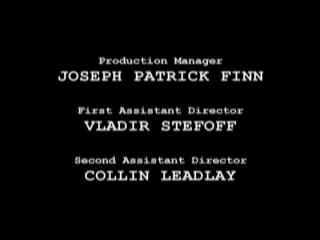 Production Manager
JOSEPH PATRICK FINN
First Assistant Director
VLADIR STEFOFF
Second Assistant Director
COLLIN LEADLAY